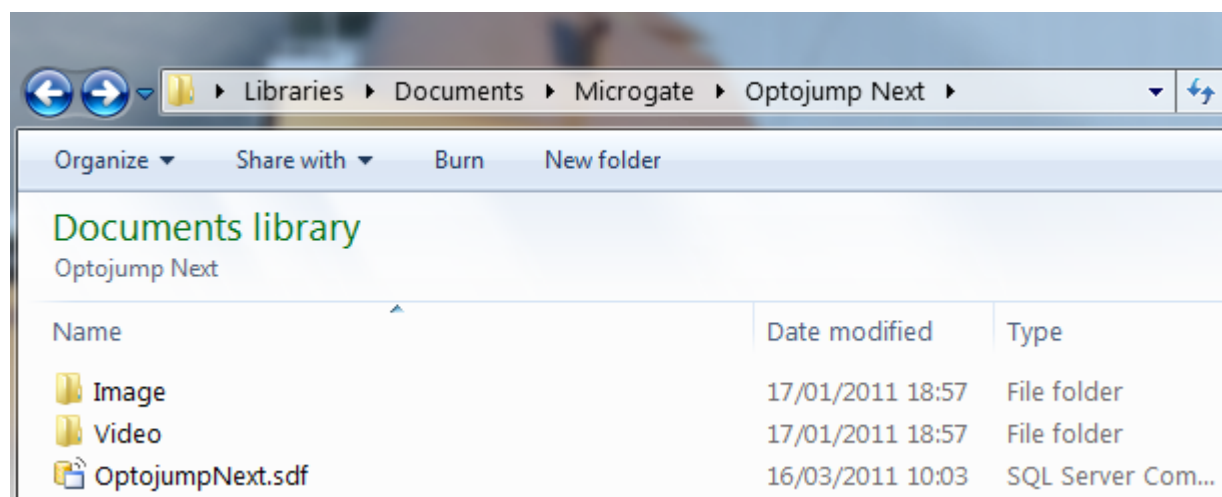 Libraries Documents Microgate Optojump Next
Organize Share with Burn New folder
Documents library
Optojump Next
Name Date modified Type
Image 17/01/2011 18:57 File folder
Video 17/01/2011 18:57 File folder
OptojumpNext.sdf 16/03/2011 10:03 SQL Server Com...